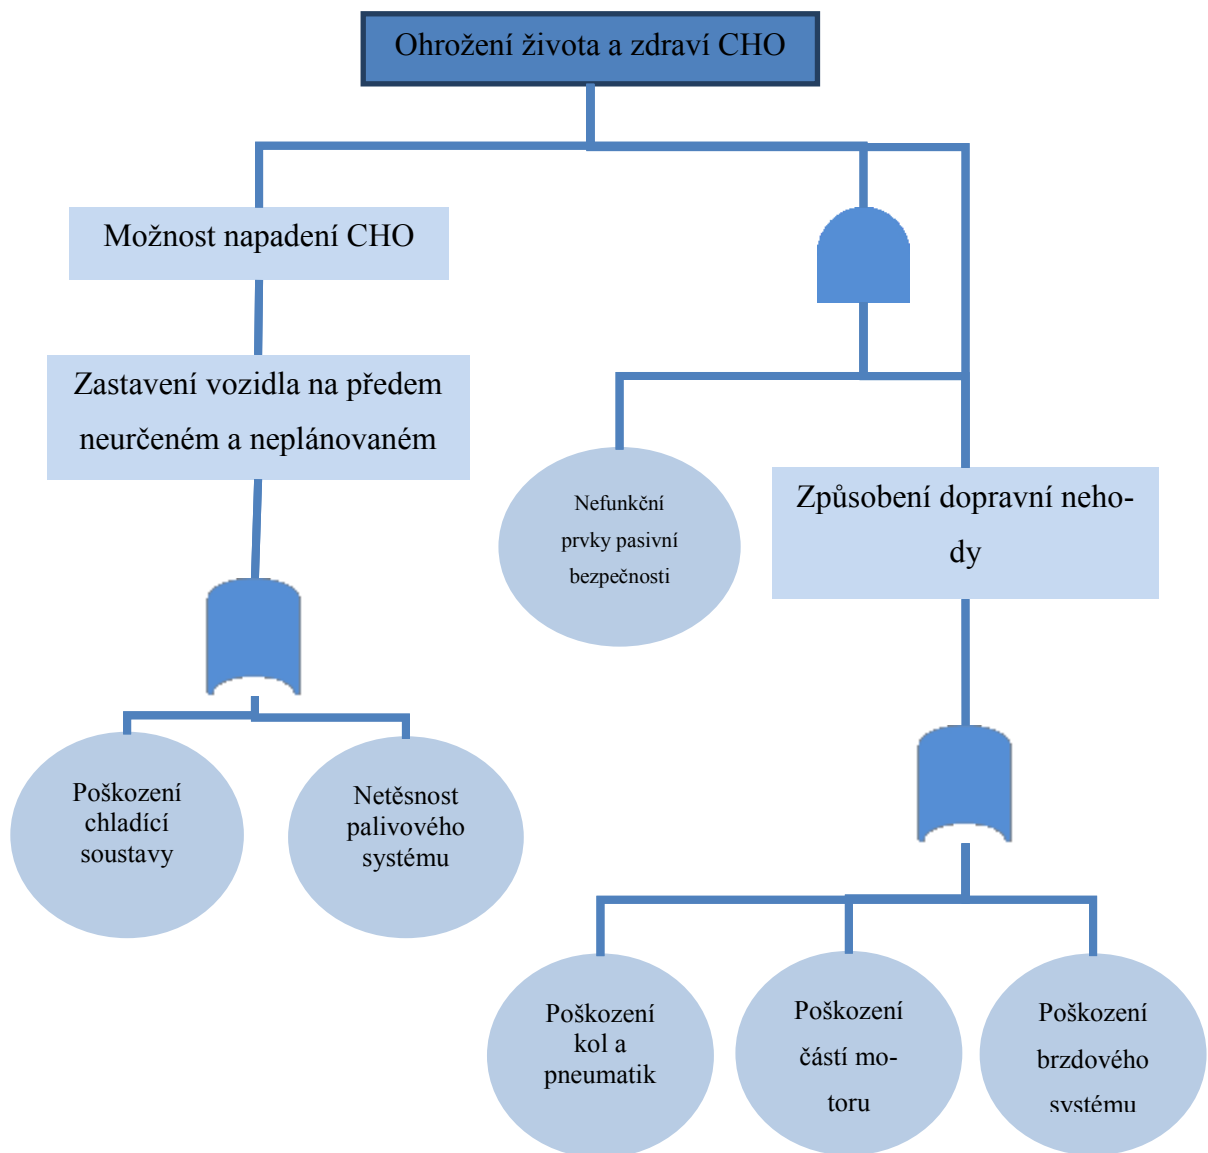 Ohrožení života a zdraví CHO
Možnost napadení CHO
Zastavení vozidla na předem
neurčeném a neplánovaném
Nefunkční
prvky pasivní
bezpečnosti
Způsobení dopravní neho-
dy
Poškození
chladící
soustavy
Netěsnost
palivového
systému
Poškození
kol a
pneumatik
Poškození
částí mo-
toru
Poškození
brzdového
systému